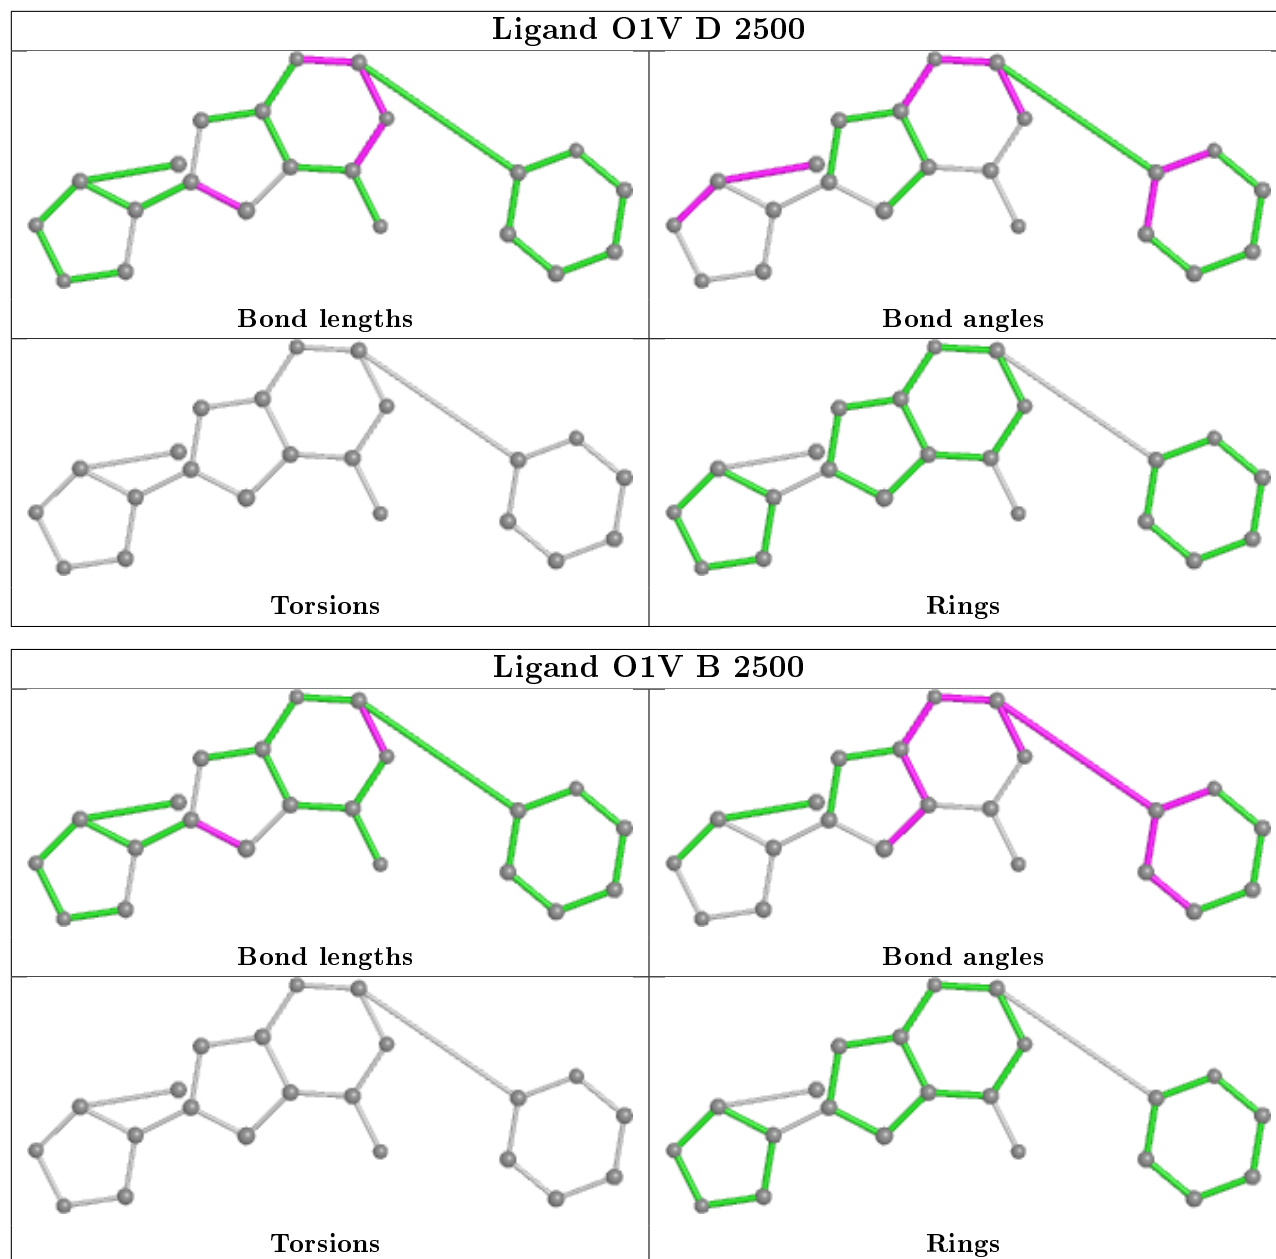 Ligand O1V D 2500
Bond lengths
Bond angles
Torsions
Rings
Ligand O1V B 2500
Bond lengths
Bond angles
Torsions
Rings